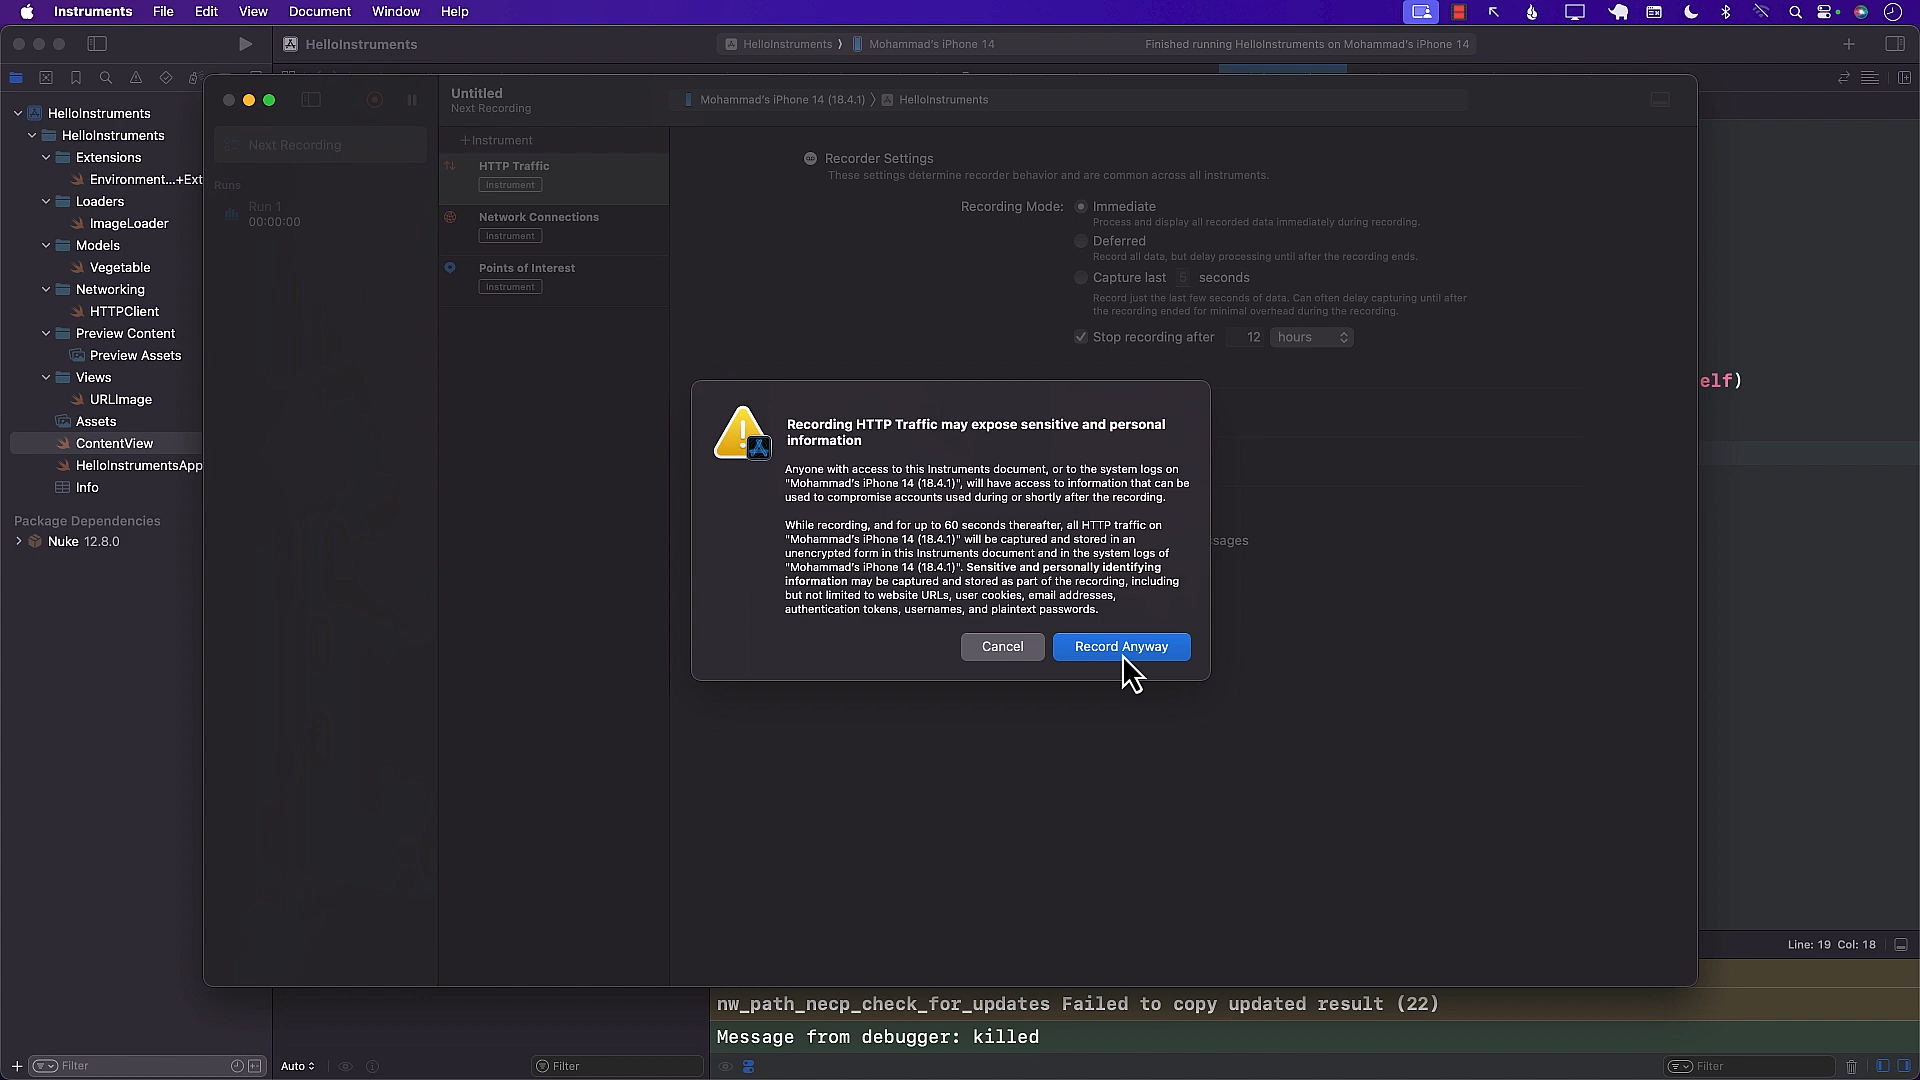 Instruments File Edit View Document Window Help
HelloInstruments
HelloInstruments ⟩ Mohammad's iPhone 14
Finished running HelloInstruments on Mohammad's iPhone 14
HelloInstruments
HelloInstruments
Extensions
Environment...+Ext
Loaders
ImageLoader
Models
Vegetable
Networking
HTTPClient
Preview Content
Preview Assets
Views
URLImage
Assets
ContentView
HelloInstrumentsApp
Info
Package Dependencies
Nuke 12.8.0
Filter
Untitled
Next Recording
Mohammad's iPhone 14 (18.4.1) ⟩ HelloInstruments
Next Recording
Runs
Run 1
00:00:00
+ Instrument
HTTP Traffic
Instrument
Network Connections
Instrument
Points of Interest
Instrument
Recorder Settings
These settings determine recorder behavior and are common across all instruments.
Recording Mode: Immediate
Process and display all recorded data immediately during recording.
Deferred
Record all data, but delay processing until after the recording ends.
Capture last 5 seconds
Record just the last few seconds of data. Can often delay capturing until after
the recording ended for minimal overhead during the recording.
Stop recording after 12 hours
Recording HTTP Traffic may expose sensitive and personal
information
Anyone with access to this Instruments document, or to the system logs on
"Mohammad's iPhone 14 (18.4.1)", will have access to information that can be
used to compromise accounts used during or shortly after the recording.
While recording, and for up to 60 seconds thereafter, all HTTP traffic on
"Mohammad's iPhone 14 (18.4.1)" will be captured and stored in an
unencrypted form in this Instruments document and in the system logs of
"Mohammad's iPhone 14 (18.4.1)". Sensitive and personally identifying
information may be captured and stored as part of the recording, including
but not limited to website URLs, user cookies, email addresses,
authentication tokens, usernames, and plaintext passwords.
Cancel
Record Anyway
elf)
sages
Line: 19 Col: 18
nw_path_necp_check_for_updates Failed to copy updated result (22)
Message from debugger: killed
Auto
Filter
Filter